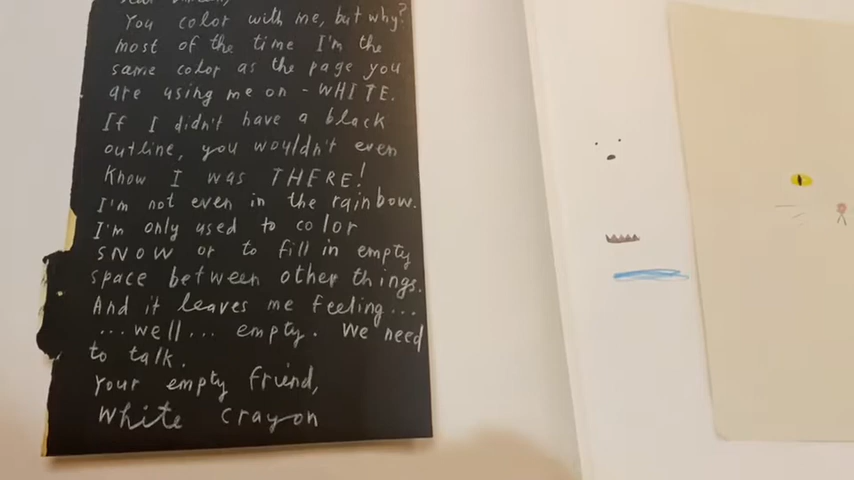 You color with me, but why?
most of the time I'm the
same color as the page you
are using me on - WHITE.
If I didn't have a black
outline, you wouldn't even
know I was THERE!
I'm not even in the rainbow.
I'm only used to color
SNOW or to fill in empty
space between other things.
And it leaves me feeling...
...well... empty. We need
to talk.
Your empty friend,
White crayon